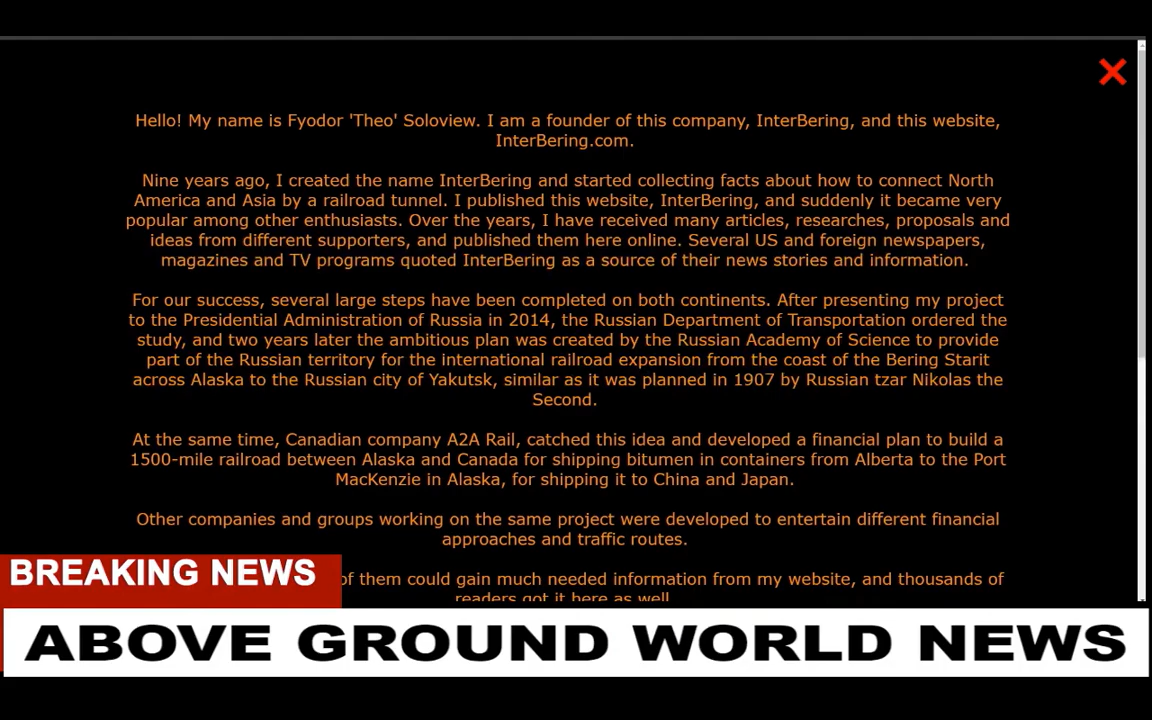 Hello! My name is Fyodor 'Theo' Soloview. I am a founder of this company, InterBering, and this website,
InterBering.com.
Nine years ago, I created the name InterBering and started collecting facts about how to connect North
America and Asia by a railroad tunnel. I published this website, InterBering, and suddenly it became very
popular among other enthusiasts. Over the years, I have received many articles, researches, proposals and
ideas from different supporters, and published them here online. Several US and foreign newspapers,
magazines and TV programs quoted InterBering as a source of their news stories and information.
For our success, several large steps have been completed on both continents. After presenting my project
to the Presidential Administration of Russia in 2014, the Russian Department of Transportation ordered the
study, and two years later the ambitious plan was created by the Russian Academy of Science to provide
part of the Russian territory for the international railroad expansion from the coast of the Bering Starit
across Alaska to the Russian city of Yakutsk, similar as it was planned in 1907 by Russian tzar Nikolas the
Second.
At the same time, Canadian company A2A Rail, catched this idea and developed a financial plan to build a
1500-mile railroad between Alaska and Canada for shipping bitumen in containers from Alberta to the Port
MacKenzie in Alaska, for shipping it to China and Japan.
Other companies and groups working on the same project were developed to entertain different financial
approaches and traffic routes.
of them could gain much needed information from my website, and thousands of
readers got it here as well
BREAKING NEWS
ABOVE GROUND WORLD NEWS